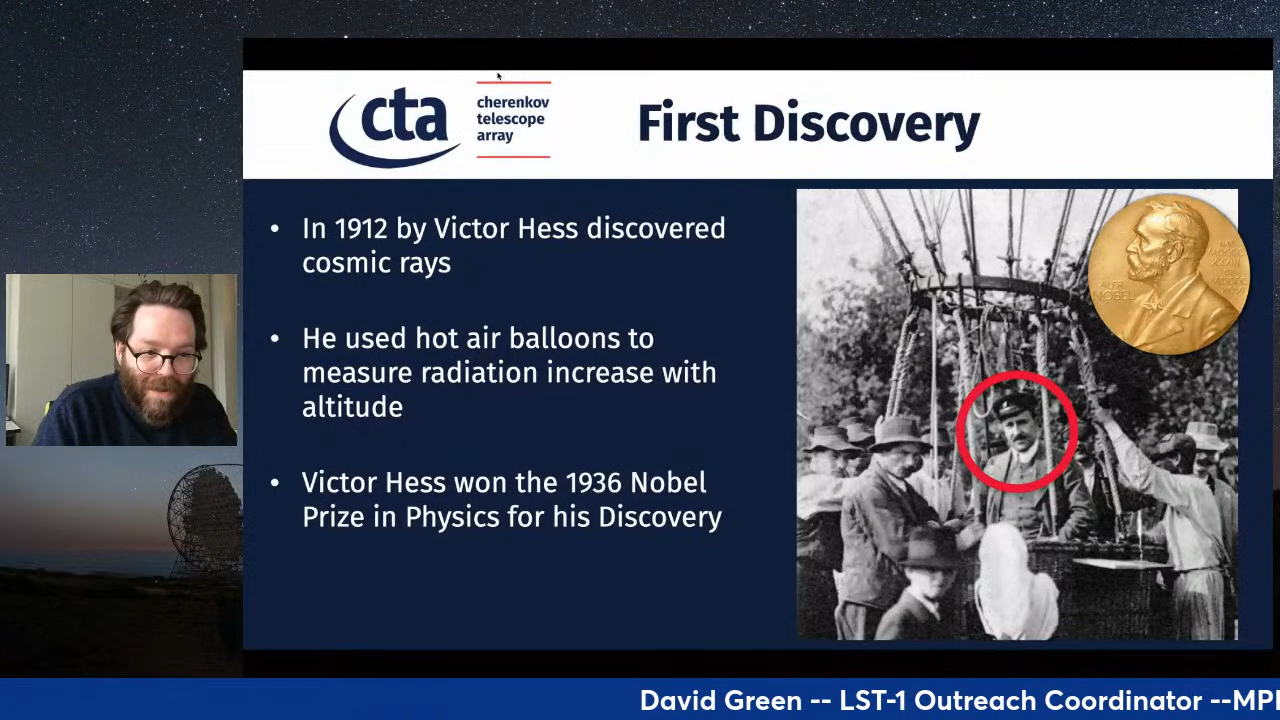 cta
cherenkov
telescope
array
First Discovery
• In 1912 by Victor Hess discovered
cosmic rays
• He used hot air balloons to
measure radiation increase with
altitude
• Victor Hess won the 1936 Nobel
Prize in Physics for his Discovery
NOBEL
David Green -- LST-1 Outreach Coordinator --MPI